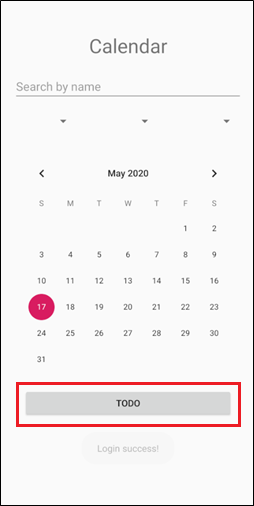 Calendar
Search by name
May 2020
S M T W T F S
1 2
3 4 5 6 7 8 9
10 11 12 13 14 15 16
17 18 19 20 21 22 23
24 25 26 27 28 29 30
31
TODO
Login success!